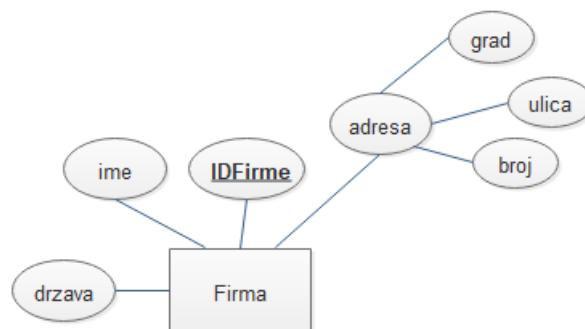 grad
ulica
adresa
broj
ime
IDFirme
drzava
Firma